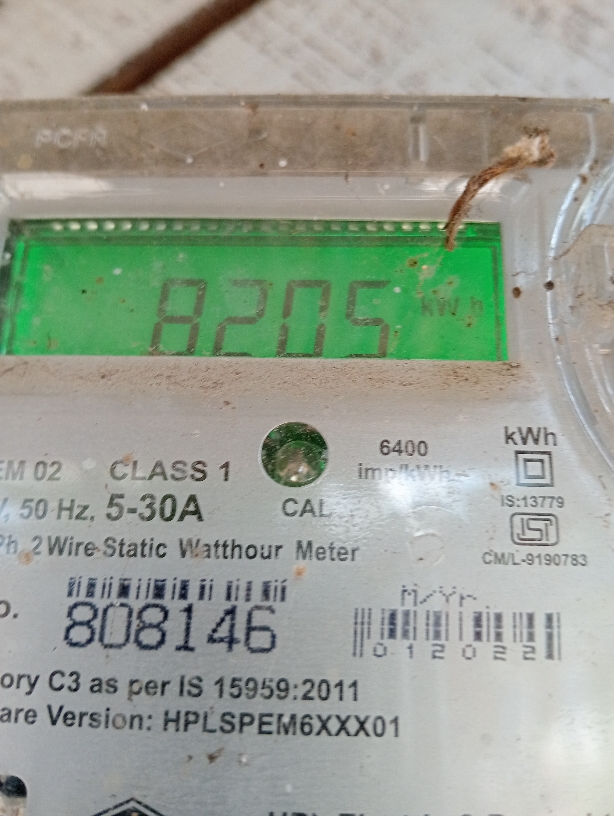 PCFR
8205 kWh
kWh
6400
imp/kWh
EM 02 CLASS 1
IS:13779
V, 50 Hz, 5-30A
CAL
ISI
CM/L-9190783
Ph 2 Wire Static Watthour Meter
M/Yr
o.
808146
012022
ory C3 as per IS 15959:2011
are Version: HPLSPEM6XXX01